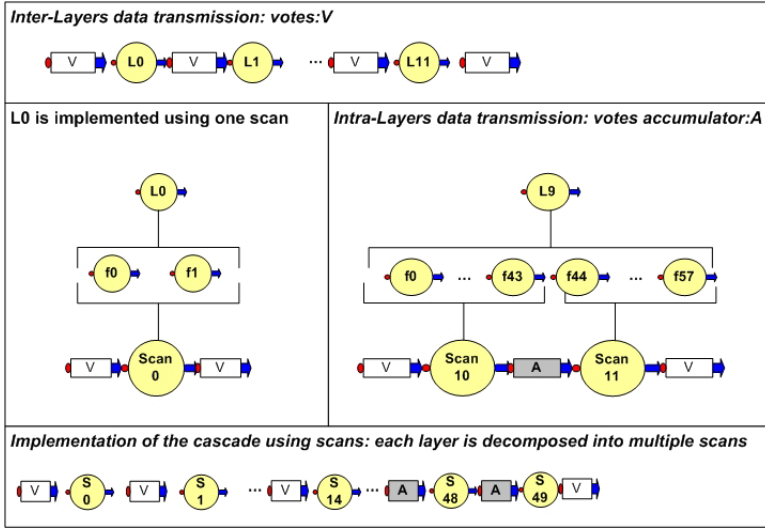 Inter-Layers data transmission: votes:V
V L0 V L1 ... V L11 V
L0 is implemented using one scan
L0
f0 f1
V Scan 0 V
Intra-Layers data transmission: votes accumulator:A
L9
f0 ... f43 f44 ... f57
V Scan 10 A Scan 11 V
Implementation of the cascade using scans: each layer is decomposed into multiple scans
V S 0 V S 1 ... V S 14 ... A S 48 A S 49 V